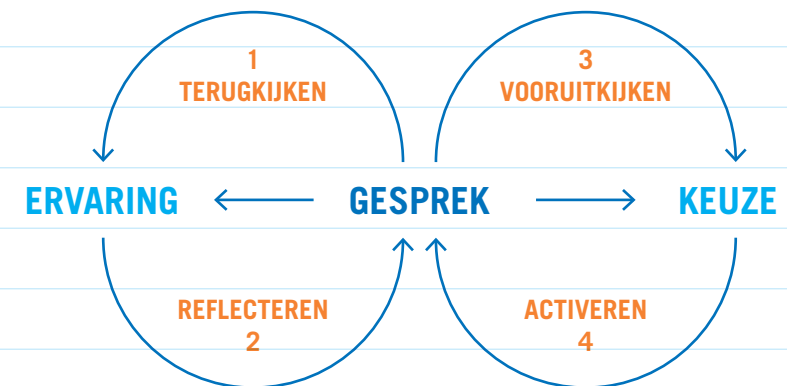 1
TERUGKIJKEN
3
VOORUITKIJKEN
ERVARING
GESPREK
KEUZE
REFLECTEREN
2
ACTIVEREN
4